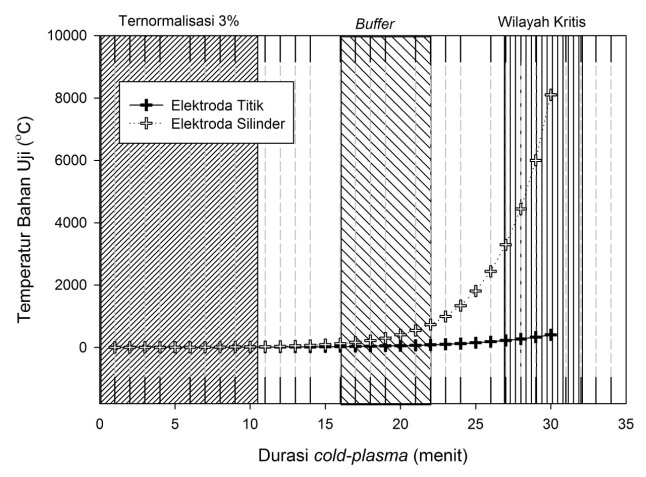 Ternormalisasi 3%
Buffer
Wilayah Kritis
10000
8000
6000
4000
2000
0
Temperatur Bahan Uji (°C)
Elektroda Titik
Elektroda Silinder
0 5 10 15 20 25 30 35
Durasi cold-plasma (menit)